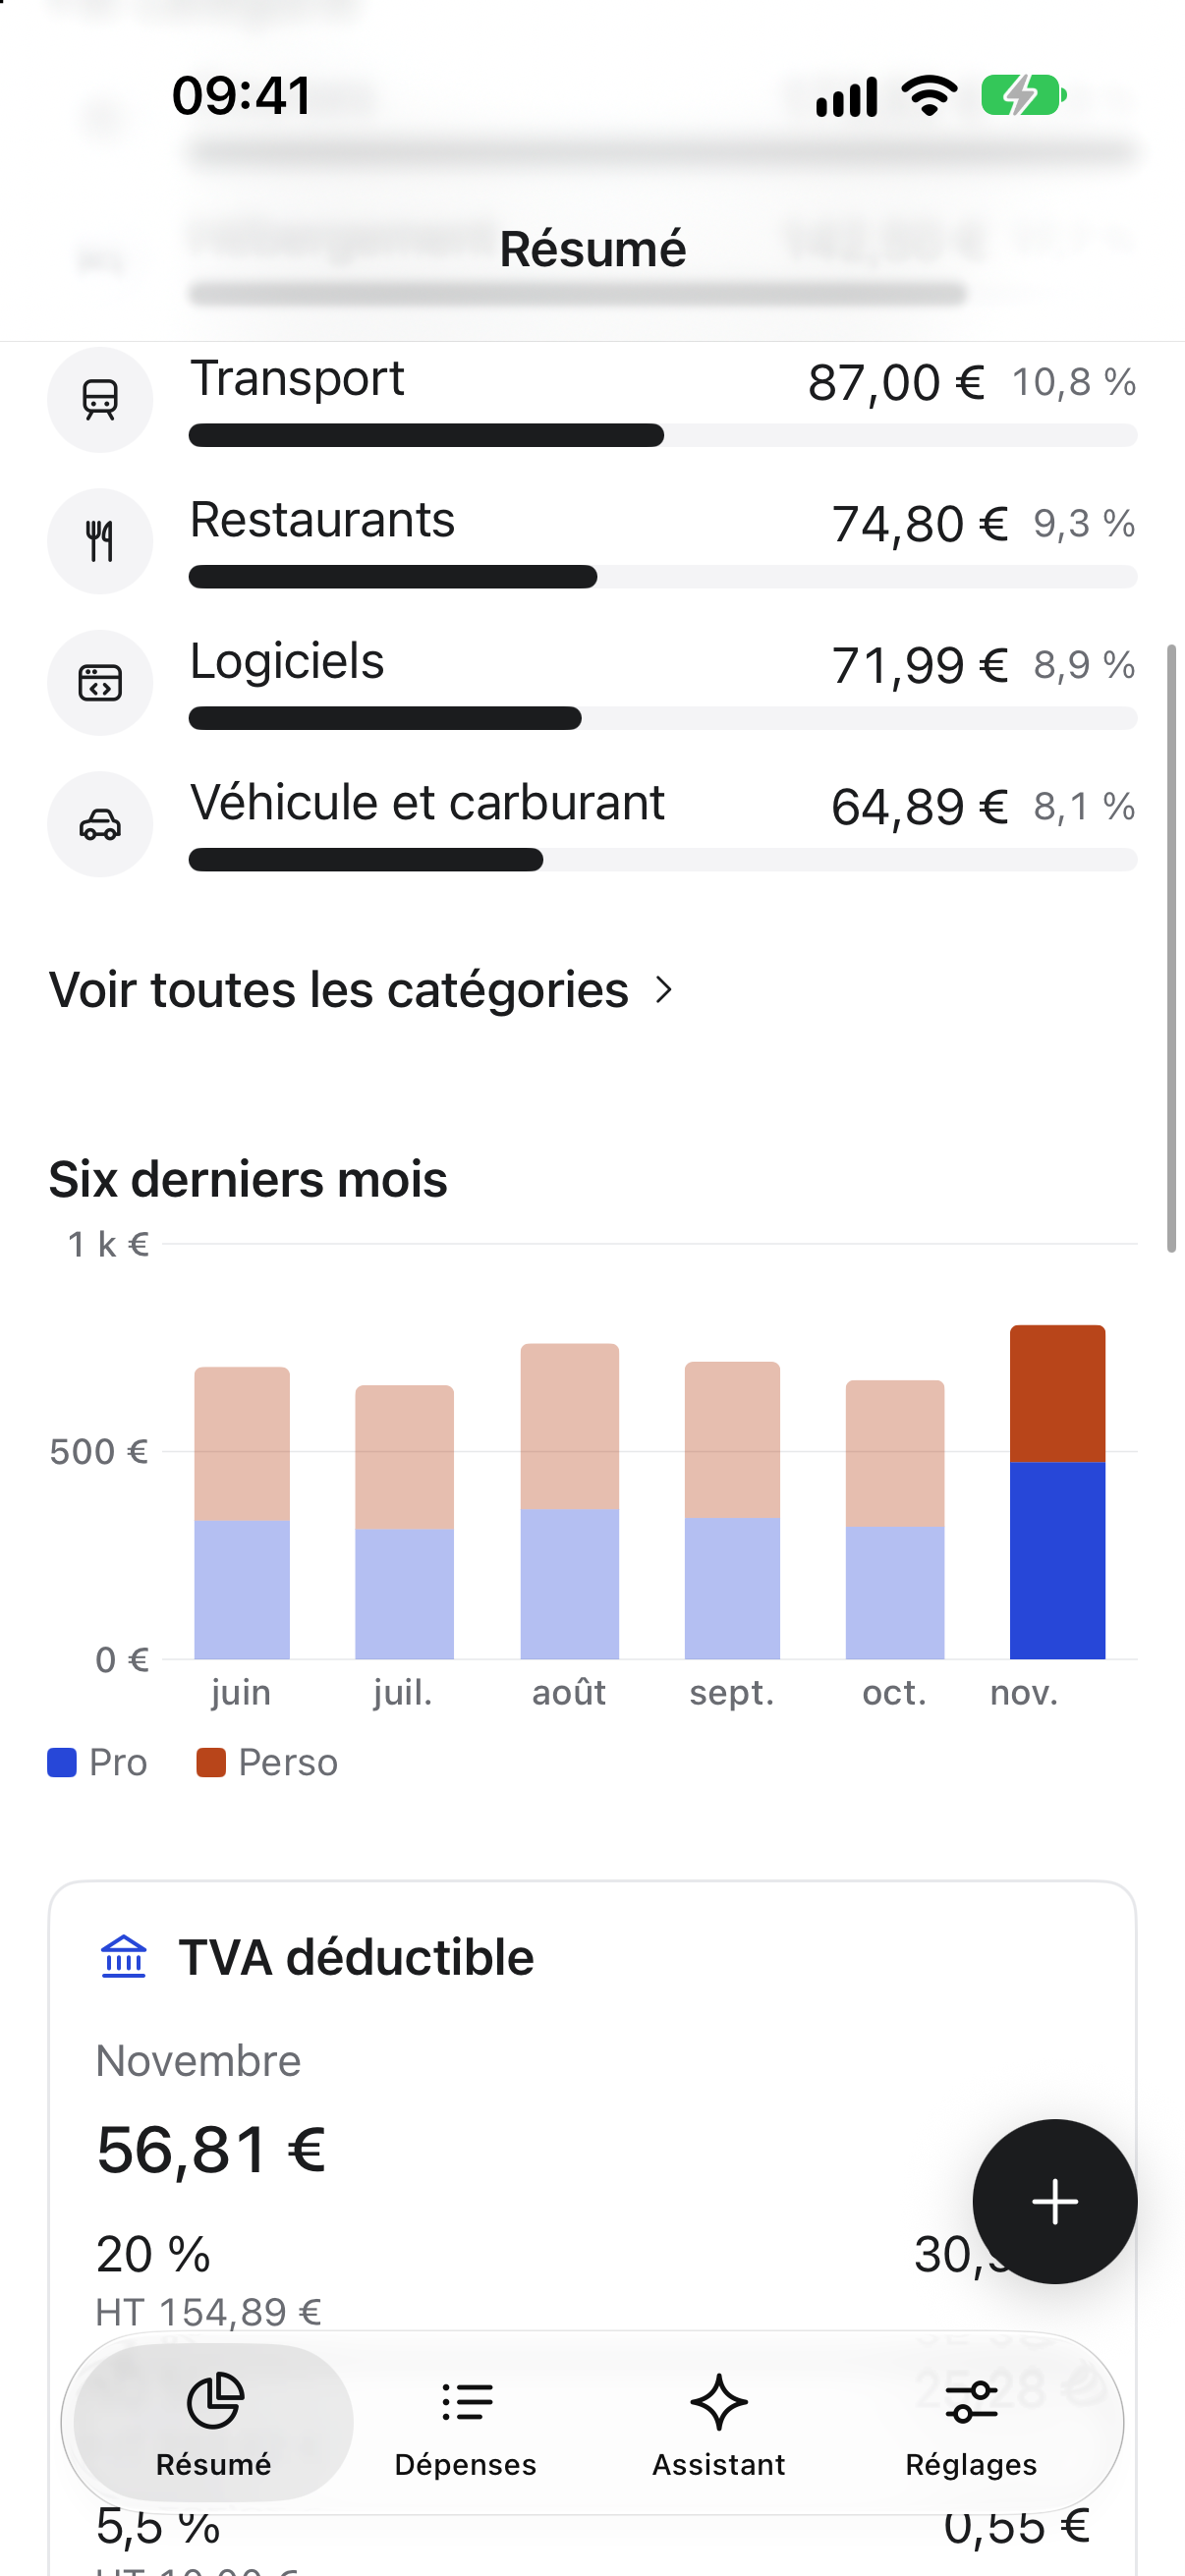 09:41
Résumé
Transport 87,00 € 10,8 %
Restaurants 74,80 € 9,3 %
Logiciels 71,99 € 8,9 %
Véhicule et carburant 64,89 € 8,1 %
Voir toutes les catégories
Six derniers mois
1 k €
500 €
0 €
juin juil. août sept. oct. nov.
Pro Perso
TVA déductible
Novembre
56,81 €
20 %
HT 154,89 €
Résumé Dépenses Assistant Réglages
5,5 % 0,55 €